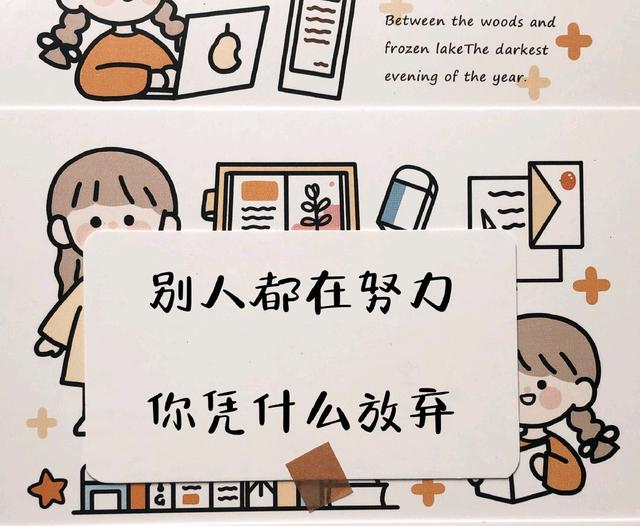 Between the woods and
frozen lakeThe darkest
evening of the year.
别人都在努力
你凭什么放弃